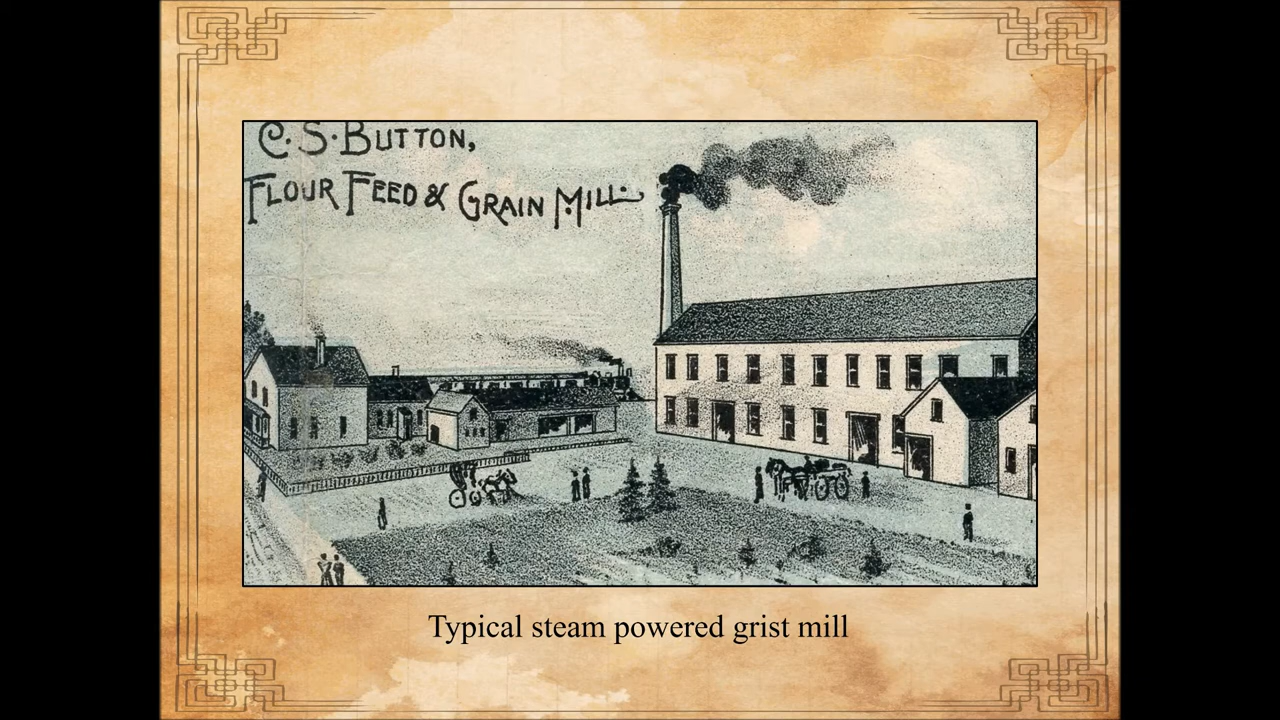 C. S. BUTTON,
FLOUR FEED & GRAIN MILL.
Typical steam powered grist mill